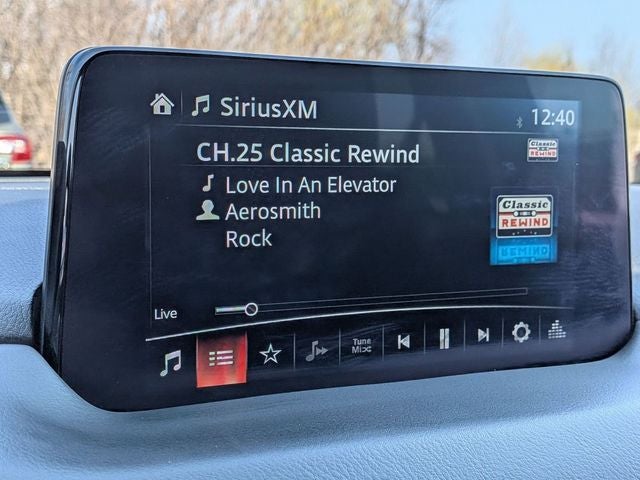 SiriusXM
12:40
CH.25 Classic Rewind
Classic
REWIND
Love In An Elevator
Aerosmith
Rock
Classic
REWIND
Live
Tune
Mix